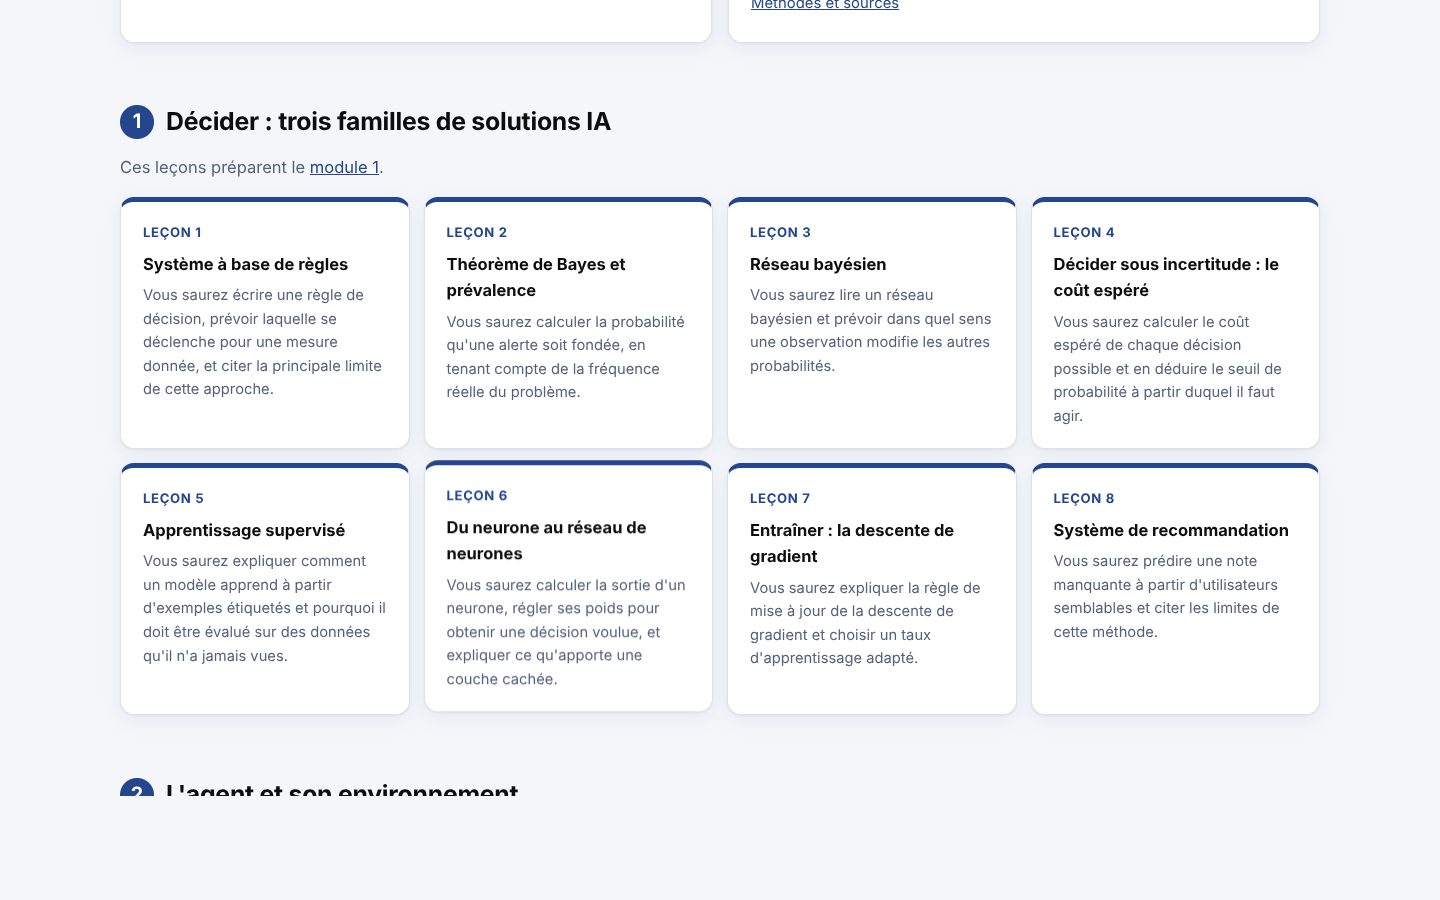 Méthodes et sources
1 Décider : trois familles de solutions IA
Ces leçons préparent le module 1.
LEÇON 1
Système à base de règles
Vous saurez écrire une règle de
décision, prévoir laquelle se
déclenche pour une mesure
donnée, et citer la principale limite
de cette approche.
LEÇON 2
Théorème de Bayes et
prévalence
Vous saurez calculer la probabilité
qu'une alerte soit fondée, en
tenant compte de la fréquence
réelle du problème.
LEÇON 3
Réseau bayésien
Vous saurez lire un réseau
bayésien et prévoir dans quel sens
une observation modifie les autres
probabilités.
LEÇON 4
Décider sous incertitude : le
coût espéré
Vous saurez calculer le coût
espéré de chaque décision
possible et en déduire le seuil de
probabilité à partir duquel il faut
agir.
LEÇON 5
Apprentissage supervisé
Vous saurez expliquer comment
un modèle apprend à partir
d'exemples étiquetés et pourquoi il
doit être évalué sur des données
qu'il n'a jamais vues.
LEÇON 6
Du neurone au réseau de
neurones
Vous saurez calculer la sortie d'un
neurone, régler ses poids pour
obtenir une décision voulue, et
expliquer ce qu'apporte une
couche cachée.
LEÇON 7
Entraîner : la descente de
gradient
Vous saurez expliquer la règle de
mise à jour de la descente de
gradient et choisir un taux
d'apprentissage adapté.
LEÇON 8
Système de recommandation
Vous saurez prédire une note
manquante à partir d'utilisateurs
semblables et citer les limites de
cette méthode.
2 L'agent et son environnement